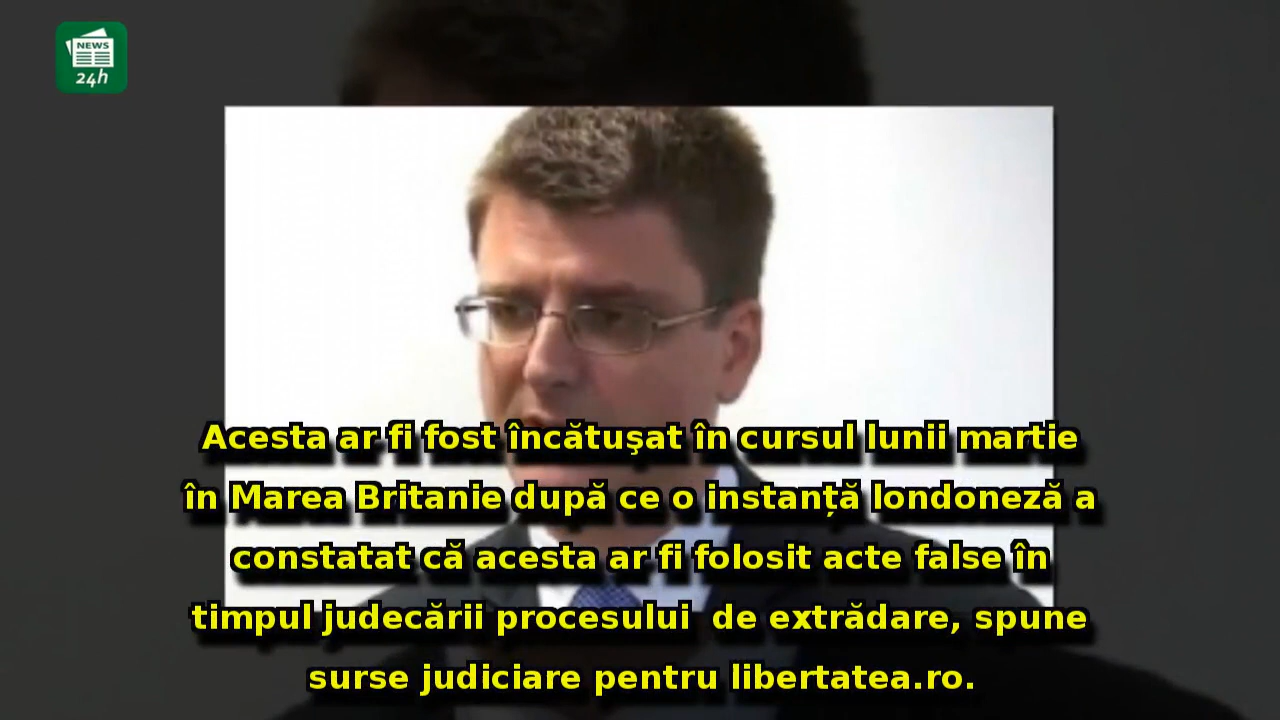 NEWS
24h
Acesta ar fi fost încătuşat în cursul lunii martie
în Marea Britanie după ce o instanță londoneză a
constatat că acesta ar fi folosit acte false în
timpul judecării procesului  de extrădare, spune
surse judiciare pentru libertatea.ro.